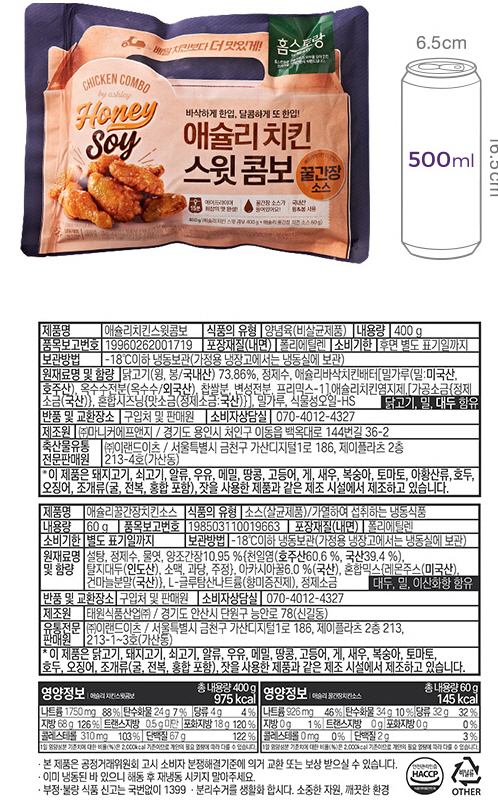 바싹한 치킨보다 더 맛있게!
홈스토랑
CHICKEN COMBO
by ashley
Honey
Soy
바삭하게 한입, 달콤하게 또 한입!
애슐리 치킨
스윗 콤보
꿀간장
소스
6.5cm
500ml
제품명 애슐리치킨스윗콤보 식품의 유형 양념육(비살균제품) 내용량 400 g
품목보고번호 19960262001719 포장재질(내면) 폴리에틸렌 소비기한 후면 별도 표기일까지
보관방법 -18℃이하 냉동보관(가정용 냉장고에서는 냉동실에 보관)
원재료명 및 함량 닭고기(윙, 봉/국내산) 73.86%, 정제수, 애슐리바삭치킨배터[밀가루(밀:미국산,
호주산), 옥수수전분(옥수수/외국산), 찹쌀분, 변성전분, 프리믹스-1] 애슐리치킨염지제 [가공소금{정제
소금(국산)}, 혼합시스닝(맛소금{정제소금:국산}], 밀가루, 식물성오일-HS 닭고기, 밀, 대두 함유
반품 및 교환장소 구입처 및 판매원 소비자상담실 070-4012-4327
제조원 ㈜마니커에프앤지 / 경기도 용인시 처인구 이동읍 백옥대로 144번길 36-2
축산물유통 전문판매원 ㈜이랜드이츠 / 서울특별시 금천구 가산디지털1로 186, 제이플라츠 2층
213-4호(가산동)
*이 제품은 돼지고기, 쇠고기, 알류, 우유, 메밀, 땅콩, 고등어, 게, 새우, 복숭아, 토마토, 아황산류, 호두,
오징어, 조개류(굴, 전복, 홍합 포함), 잣을 사용한 제품과 같은 제조 시설에서 제조하고 있습니다.
제품명 애슐리꿀간장치킨소스 식품의 유형 소스(살균제품)/가열하여 섭취하는 냉동식품
내용량 60 g 품목보고번호 198503110019663 포장재질(내면) 폴리에틸렌
소비기한 별도 표기일까지 보관방법 -18℃이하 냉동보관(가정용 냉장고에서는 냉동실에 보관)
원재료명 및 함량 설탕, 정제수, 물엿, 양조간장10.95 %{천일염(호주산60.6 %, 국산39.4 %),
탈지대두(인도산), 소맥, 과당, 주정}, 아카시아꿀6.0 %(국산), 혼합믹스{레몬주스(미국산),
건마늘분말(국산)}, L-글루탐산나트륨(향미증진제), 정제소금 대두, 밀, 이산화황 함유
반품 및 교환장소 구입처 및 판매원 소비자상담실 070-4012-4327
제조원 태원식품산업㈜ / 경기도 안산시 단원구 능안로 78(신길동)
유통전문 판매원 ㈜이랜드이츠 / 서울특별시 금천구 가산디지털1로 186, 제이플라츠 2층 213,
213-1~3호(가산동)
*이 제품은 닭고기, 돼지고기, 쇠고기, 알류, 우유, 메밀, 땅콩, 고등어, 게, 새우, 복숭아, 토마토,
호두, 오징어, 조개류(굴, 전복, 홍합 포함), 잣을 사용한 제품과 같은 제조 시설에서 제조하고 있습니다.
영양정보 애슐리 치킨스윗콤보 총 내용량 400 g
975 kcal
나트륨 1750 mg 88 % 탄수화물 24 g 7 % 당류 4 g 4 %
지방 68 g 126 % 트랜스지방 0.5 g 미만 포화지방 18 g 120 %
콜레스테롤 310 mg 103 % 단백질 67 g 122 %
1일 영양성분 기준치에 대한 비율(%)은 2,000kcal 기준이므로 개인의 필요 열량에 따라 다를 수 있습니다.
영양정보 애슐리 꿀간장치킨소스 총 내용량 60 g
145 kcal
나트륨 926 mg 46 % 탄수화물 34 g 10 % 당류 32 g 32 %
지방 0 g 1 % 트랜스지방 0 g 포화지방 0 g 0 %
콜레스테롤 0 mg 0 % 단백질 2 g 3 %
1일 영양성분 기준치에 대한 비율(%)은 2,000kcal 기준이므로 개인의 필요 열량에 따라 다를 수 있습니다.
· 본 제품은 공정거래위원회 고시 소비자 분쟁해결기준에 의거 교환 또는 보상 받으실 수 있습니다.
· 이미 냉동된 바 있으니 해동 후 재냉동 시키지 말아주세요.
· 부정·불량 식품 신고는 국번없이 1399 · 분리수거를 생활화 합시다. 소중한 자원, 깨끗한 환경
HACCP
비닐류
OTHER